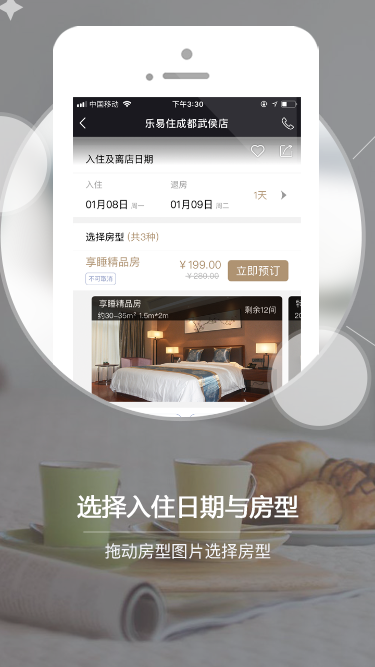 中国移动 下午3:30
乐易住成都武侯店
入住及离店日期
入住 退房
01月08日 周一 01月09日 周二 1天
选择房型 (共3种)
享睡精品房 ¥199.00 立即预订
不可取消 ¥280.00
享睡精品房
约30~35m² 1.5m*2m 剩余12间
选择入住日期与房型
拖动房型图片选择房型